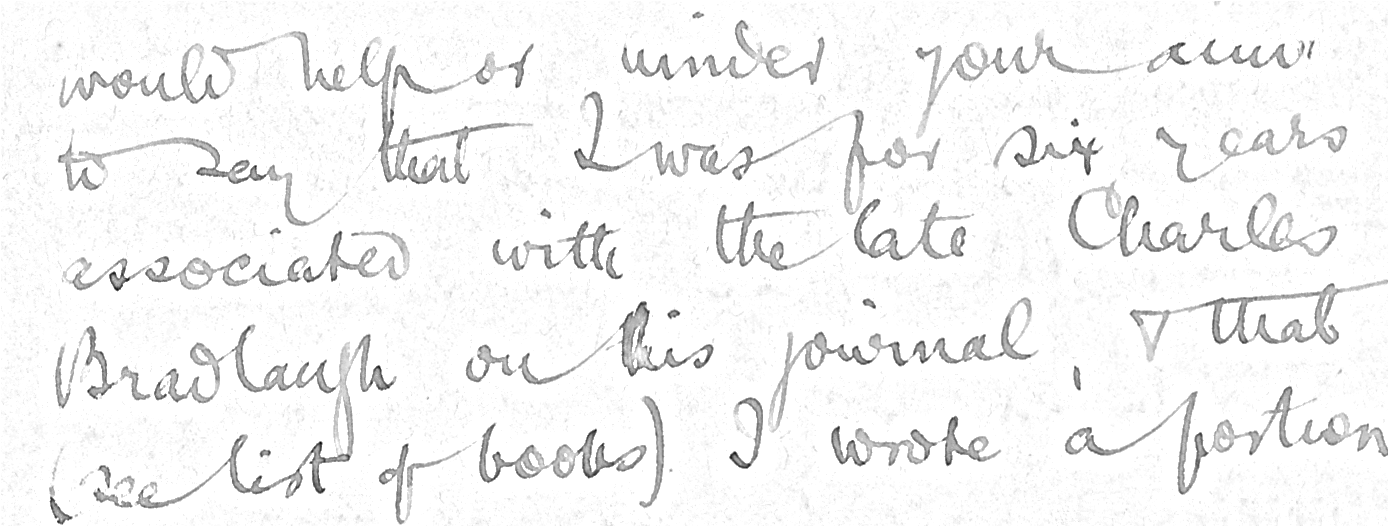 would help or hinder your
to say that I was for six years
associated with the late Charles
Bradlaugh on his journal, & that
(see list of books) I wrote a portion